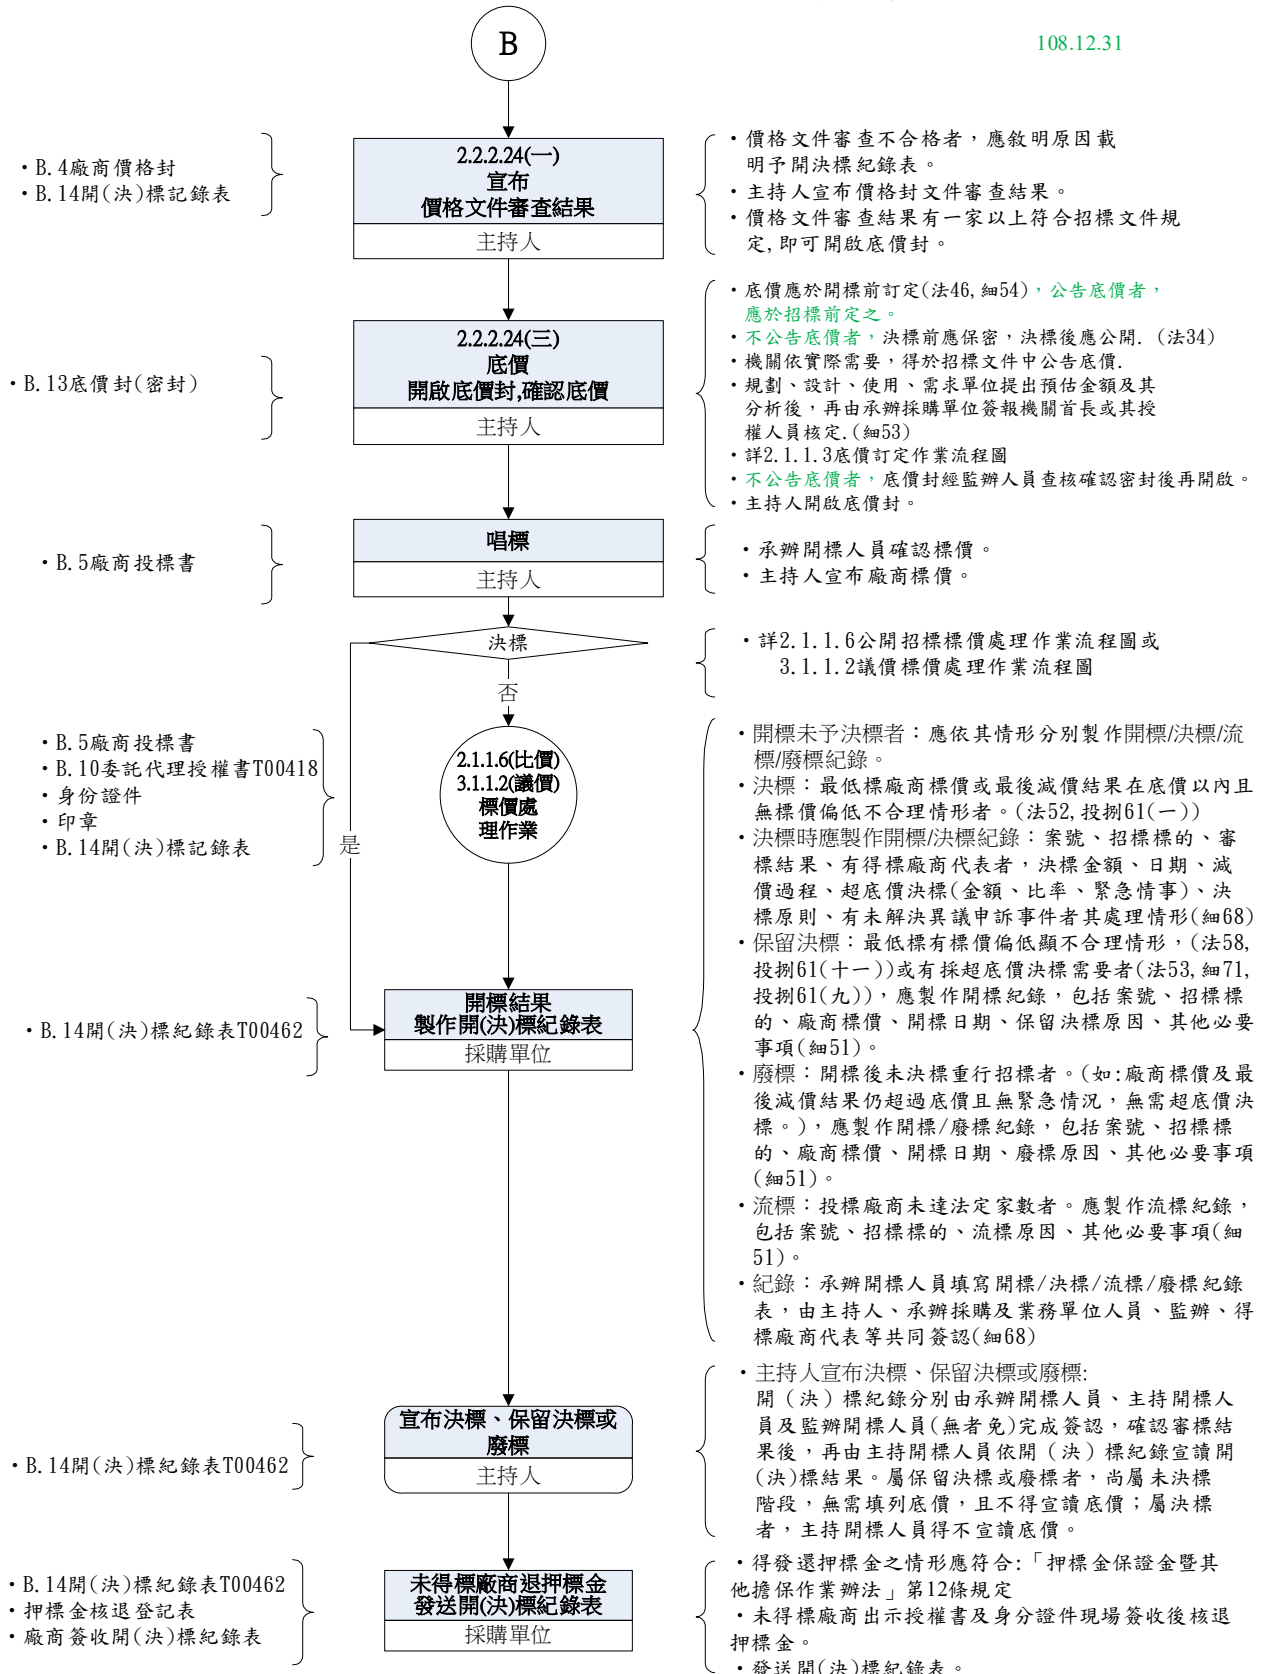 B
108.12.31
・B.4廠商價格封
・B.14開(決)標記錄表
2.2.2.24(一)
宣布
價格文件審查結果
主持人
・價格文件審查不合格者，應敘明原因載
明予開決標紀錄表。
・主持人宣布價格封文件審查結果。
・價格文件審查結果有一家以上符合招標文件規
定,即可開啟底價封。
・B.13底價封(密封)
2.2.2.24(三)
底價
開啟底價封,確認底價
主持人
・底價應於開標前訂定(法46,細54)，公告底價者，
應於招標前定之。
・不公告底價者，決標前應保密，決標後應公開. (法34)
・機關依實際需要，得於招標文件中公告底價.
・規劃、設計、使用、需求單位提出預估金額及其
分析後，再由承辦採購單位簽報機關首長或其授
權人員核定.(細53)
・詳2.1.1.3底價訂定作業流程圖
・不公告底價者，底價封經監辦人員查核確認密封後再開啟。
・主持人開啟底價封。
・B.5廠商投標書
唱標
主持人
・承辦開標人員確認標價。
・主持人宣布廠商標價。
決標
・詳2.1.1.6公開招標標價處理作業流程圖或
3.1.1.2議價標價處理作業流程圖
否
・B.5廠商投標書
・B.10委託代理授權書T00418
・身份證件
・印章
・B.14開(決)標記錄表
是
2.1.1.6(比價)
3.1.1.2(議價)
標價處
理作業
・開標未予決標者：應依其情形分別製作開標/決標/流
標/廢標紀錄。
・決標：最低標廠商標價或最後減價結果在底價以內且
無標價偏低不合理情形者。(法52,投捌61(一))
・決標時應製作開標/決標紀錄：案號、招標標的、審
標結果、有得標廠商代表者，決標金額、日期、減
價過程、超底價決標(金額、比率、緊急情事)、決
標原則、有未解決異議申訴事件者其處理情形(細68)
・保留決標：最低標有標價偏低顯不合理情形，(法58,
投捌61(十一))或有採超底價決標需要者(法53,細71,
投捌61(九))，應製作開標紀錄，包括案號、招標標
的、廠商標價、開標日期、保留決標原因、其他必要
事項(細51)。
・廢標：開標後未決標重行招標者。(如:廠商標價及最
後減價結果仍超過底價且無緊急情況，無需超底價決
標。)，應製作開標/廢標紀錄，包括案號、招標標
的、廠商標價、開標日期、廢標原因、其他必要事項
(細51)。
・流標：投標廠商未達法定家數者。應製作流標紀錄，
包括案號、招標標的、流標原因、其他必要事項(細
51)。
・紀錄：承辦開標人員填寫開標/決標/流標/廢標紀錄
表，由主持人、承辦採購及業務單位人員、監辦、得
標廠商代表等共同簽認(細68)
・B.14開(決)標紀錄表T00462
開標結果
製作開(決)標紀錄表
採購單位
・B.14開(決)標紀錄表T00462
宣布決標、保留決標或
廢標
主持人
・主持人宣布決標、保留決標或廢標:
開（決）標紀錄分別由承辦開標人員、主持開標人
員及監辦開標人員(無者免)完成簽認，確認審標結
果後，再由主持開標人員依開（決）標紀錄宣讀開
(決)標結果。屬保留決標或廢標者，尚屬未決標
階段，無需填列底價，且不得宣讀底價；屬決標
者，主持開標人員得不宣讀底價。
・B.14開(決)標紀錄表T00462
・押標金核退登記表
・廠商簽收開(決)標紀錄表
未得標廠商退押標金
發送開(決)標紀錄表
採購單位
・得發還押標金之情形應符合:「押標金保證金暨其
他擔保作業辦法」第12條規定
・未得標廠商出示授權書及身分證件現場簽收後核退
押標金。
・發送開(決)標紀錄表。